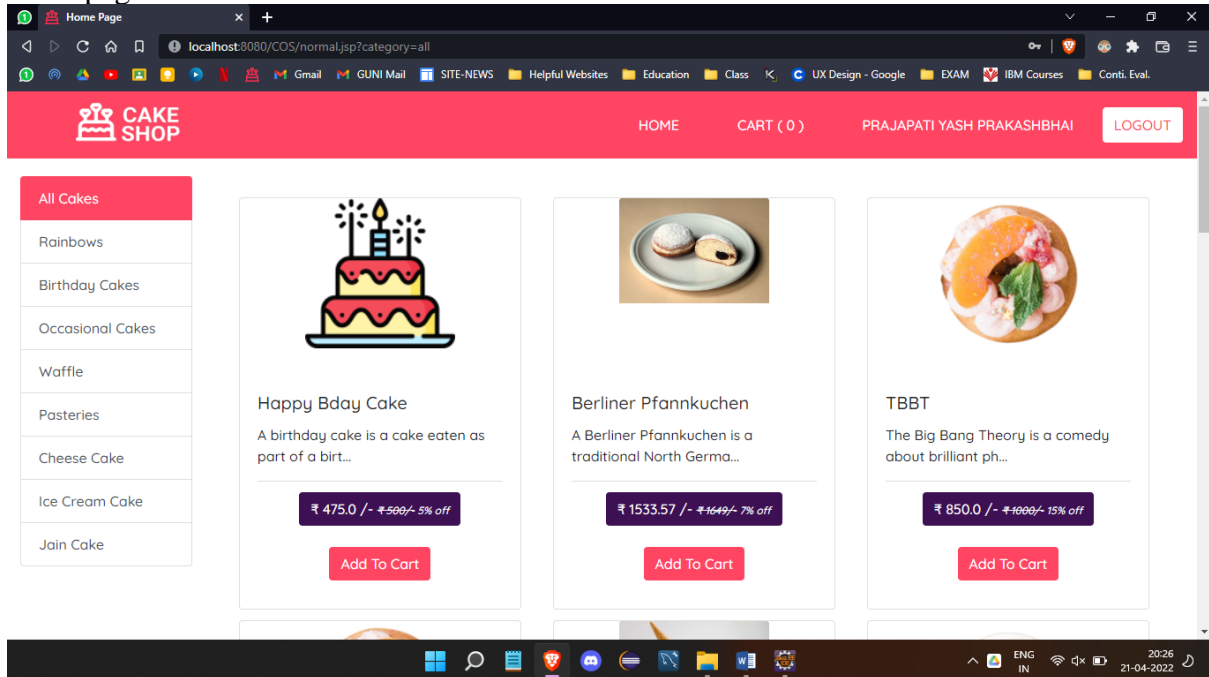 Home Page
localhost:8080/COS/normal.jsp?category=all
Gmail GUNI Mail SITE-NEWS Helpful Websites Education Class UX Design - Google EXAM IBM Courses Conti. Eval.
CAKE
SHOP
HOME CART ( 0 ) PRAJAPATI YASH PRAKASHBHAI LOGOUT
All Cakes
Rainbows
Birthday Cakes
Occasional Cakes
Waffle
Pasteries
Cheese Cake
Ice Cream Cake
Jain Cake
Happy Bday Cake
A birthday cake is a cake eaten as
part of a birt...
₹ 475.0 /- ₹500/- 5% off
Add To Cart
Berliner Pfannkuchen
A Berliner Pfannkuchen is a
traditional North Germa...
₹ 1533.57 /- ₹1649/- 7% off
Add To Cart
TBBT
The Big Bang Theory is a comedy
about brilliant ph...
₹ 850.0 /- ₹1000/- 15% off
Add To Cart
ENG
IN
20:26
21-04-2022